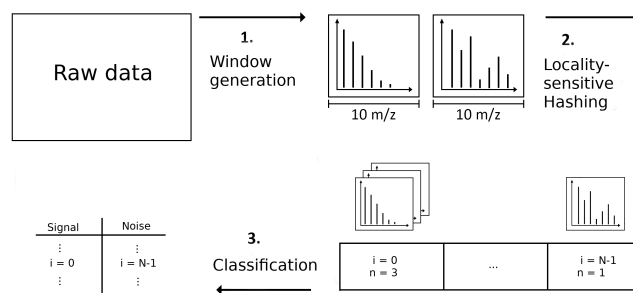 Raw data
1.
Window
generation
10 m/z
10 m/z
2.
Locality-
sensitive
Hashing
Signal
Noise
⋮
⋮
i = 0
i = N-1
⋮
⋮
3.
Classification
i = 0
n = 3
...
i = N-1
n = 1